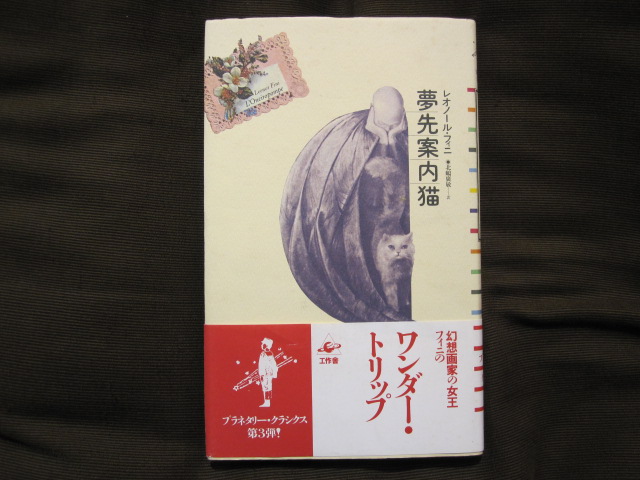 Leonor Fini
L'Oneiropompe
レオノール・フィニ
夢先案内猫
工作舎
幻想画家の女王
フィニの
ワンダー・
トリップ
プラネタリー・クラシクス
第3弾!